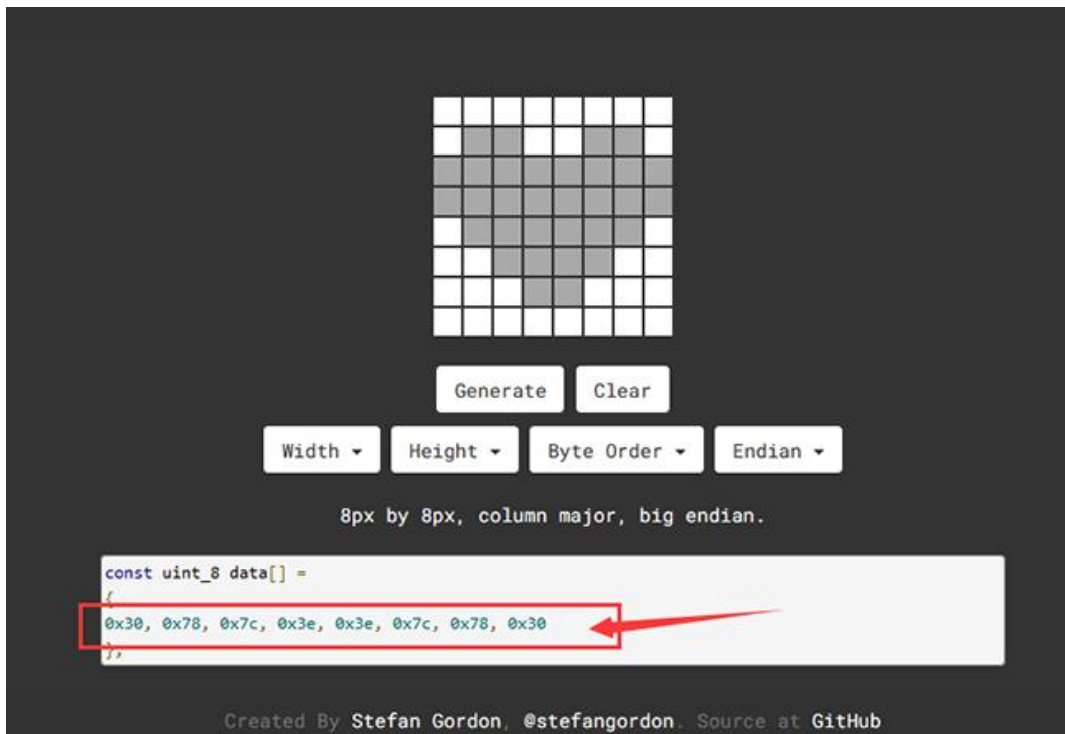 Generate Clear
Width Height Byte Order Endian
8px by 8px, column major, big endian.
const uint_8 data[] =
{
0x30, 0x78, 0x7c, 0x3e, 0x3e, 0x7c, 0x78, 0x30
};
Created By Stefan Gordon, @stefangordon. Source at GitHub